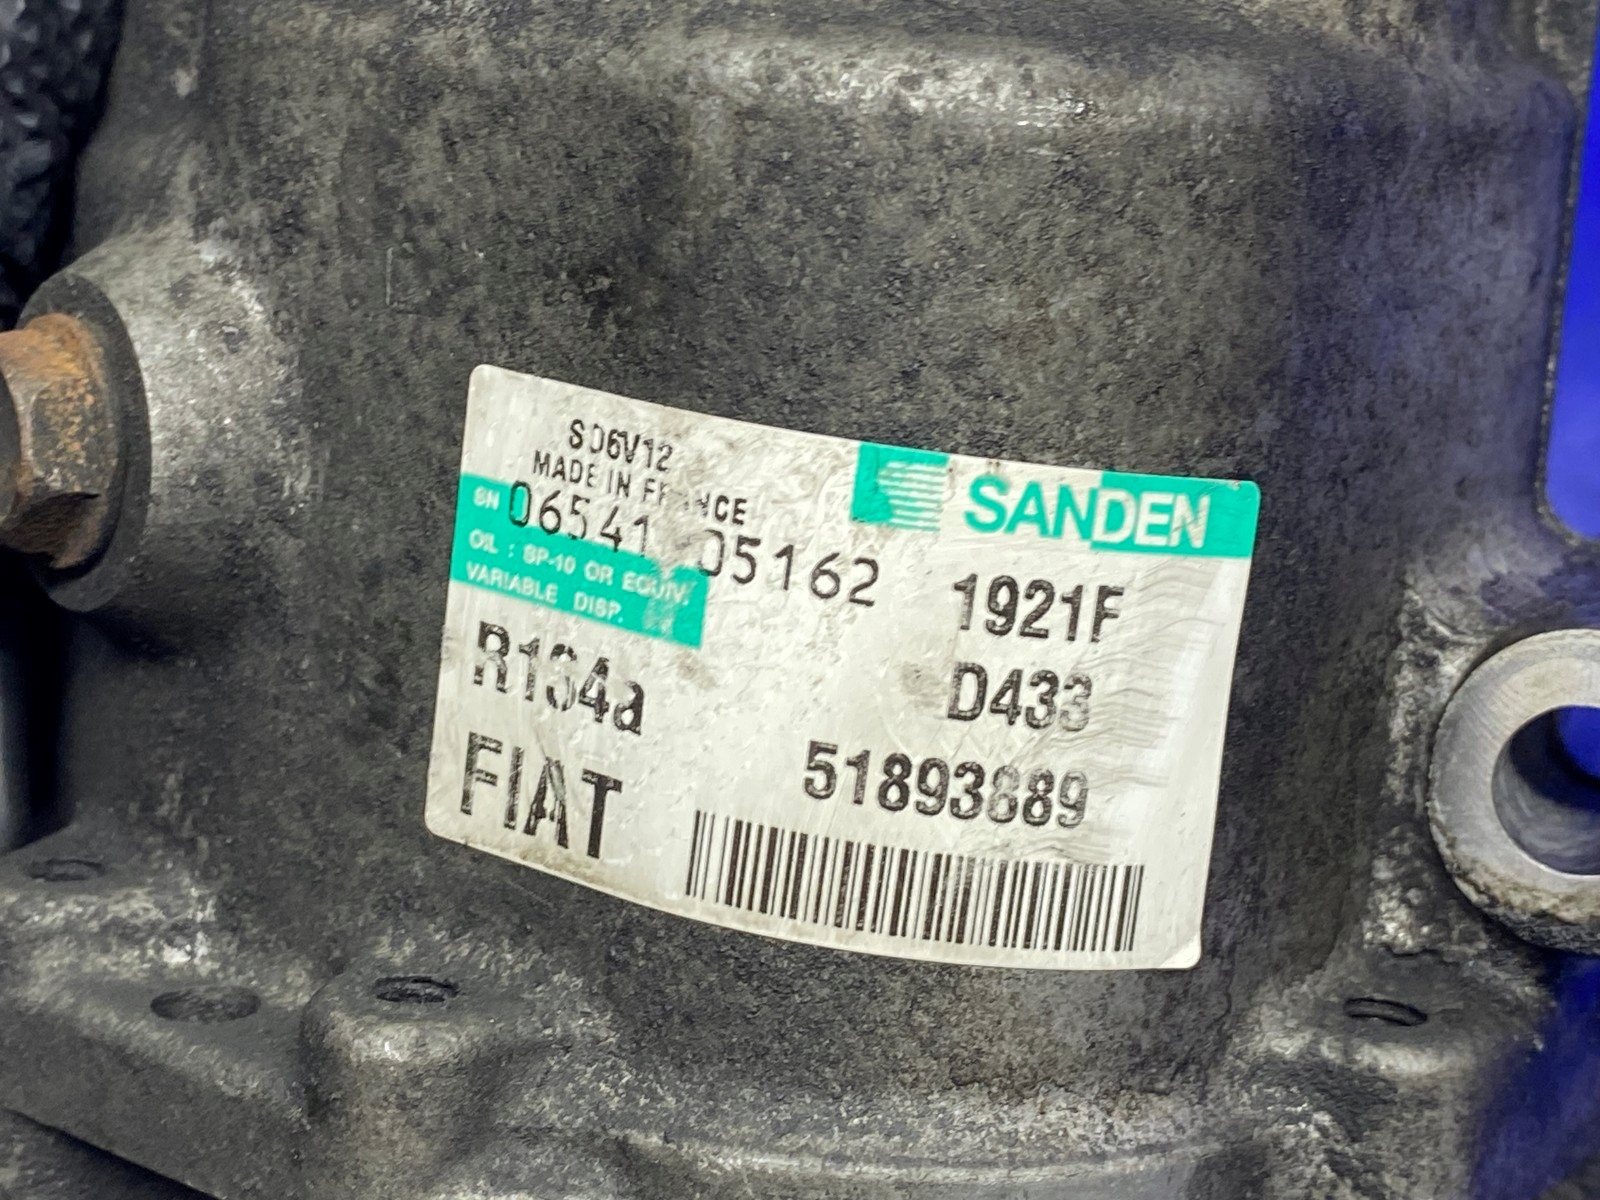 SD6V12
MADE IN FRANCE
SN 06541 05162
OIL : SP-10 OR EQUIV.
VARIABLE DISP.
R134a
FIAT
SANDEN
1921F
D433
51893889